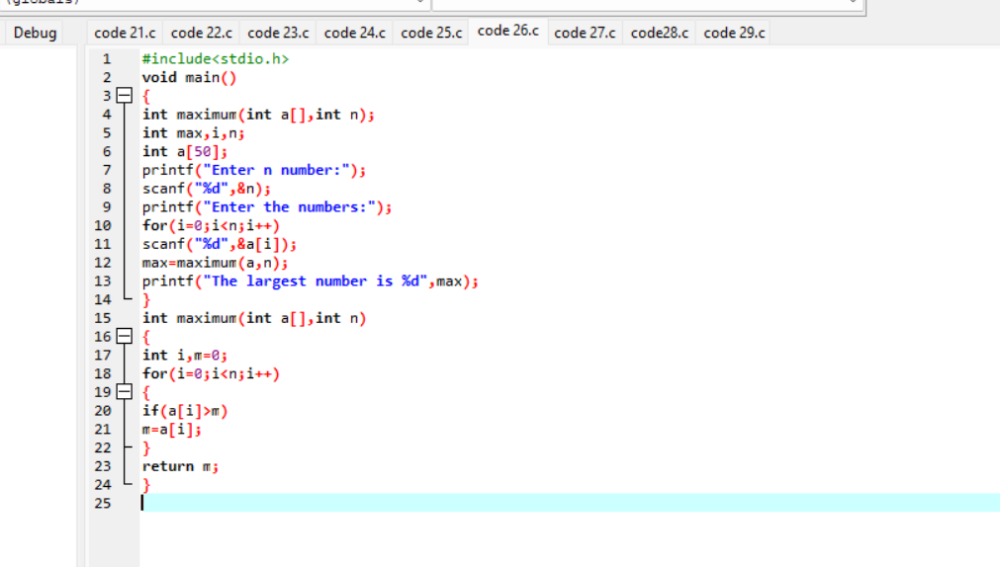 Debug code 21.c code 22.c code 23.c code 24.c code 25.c code 26.c code 27.c code28.c code 29.c
1 #include<stdio.h>
2 void main()
3 {
4 int maximum(int a[],int n);
5 int max,i,n;
6 int a[50];
7 printf("Enter n number:");
8 scanf("%d",&n);
9 printf("Enter the numbers:");
10 for(i=0;i<n;i++)
11 scanf("%d",&a[i]);
12 max=maximum(a,n);
13 printf("The largest number is %d",max);
14 }
15 int maximum(int a[],int n)
16 {
17 int i,m=0;
18 for(i=0;i<n;i++)
19 {
20 if(a[i]>m)
21 m=a[i];
22 }
23 return m;
24 }
25